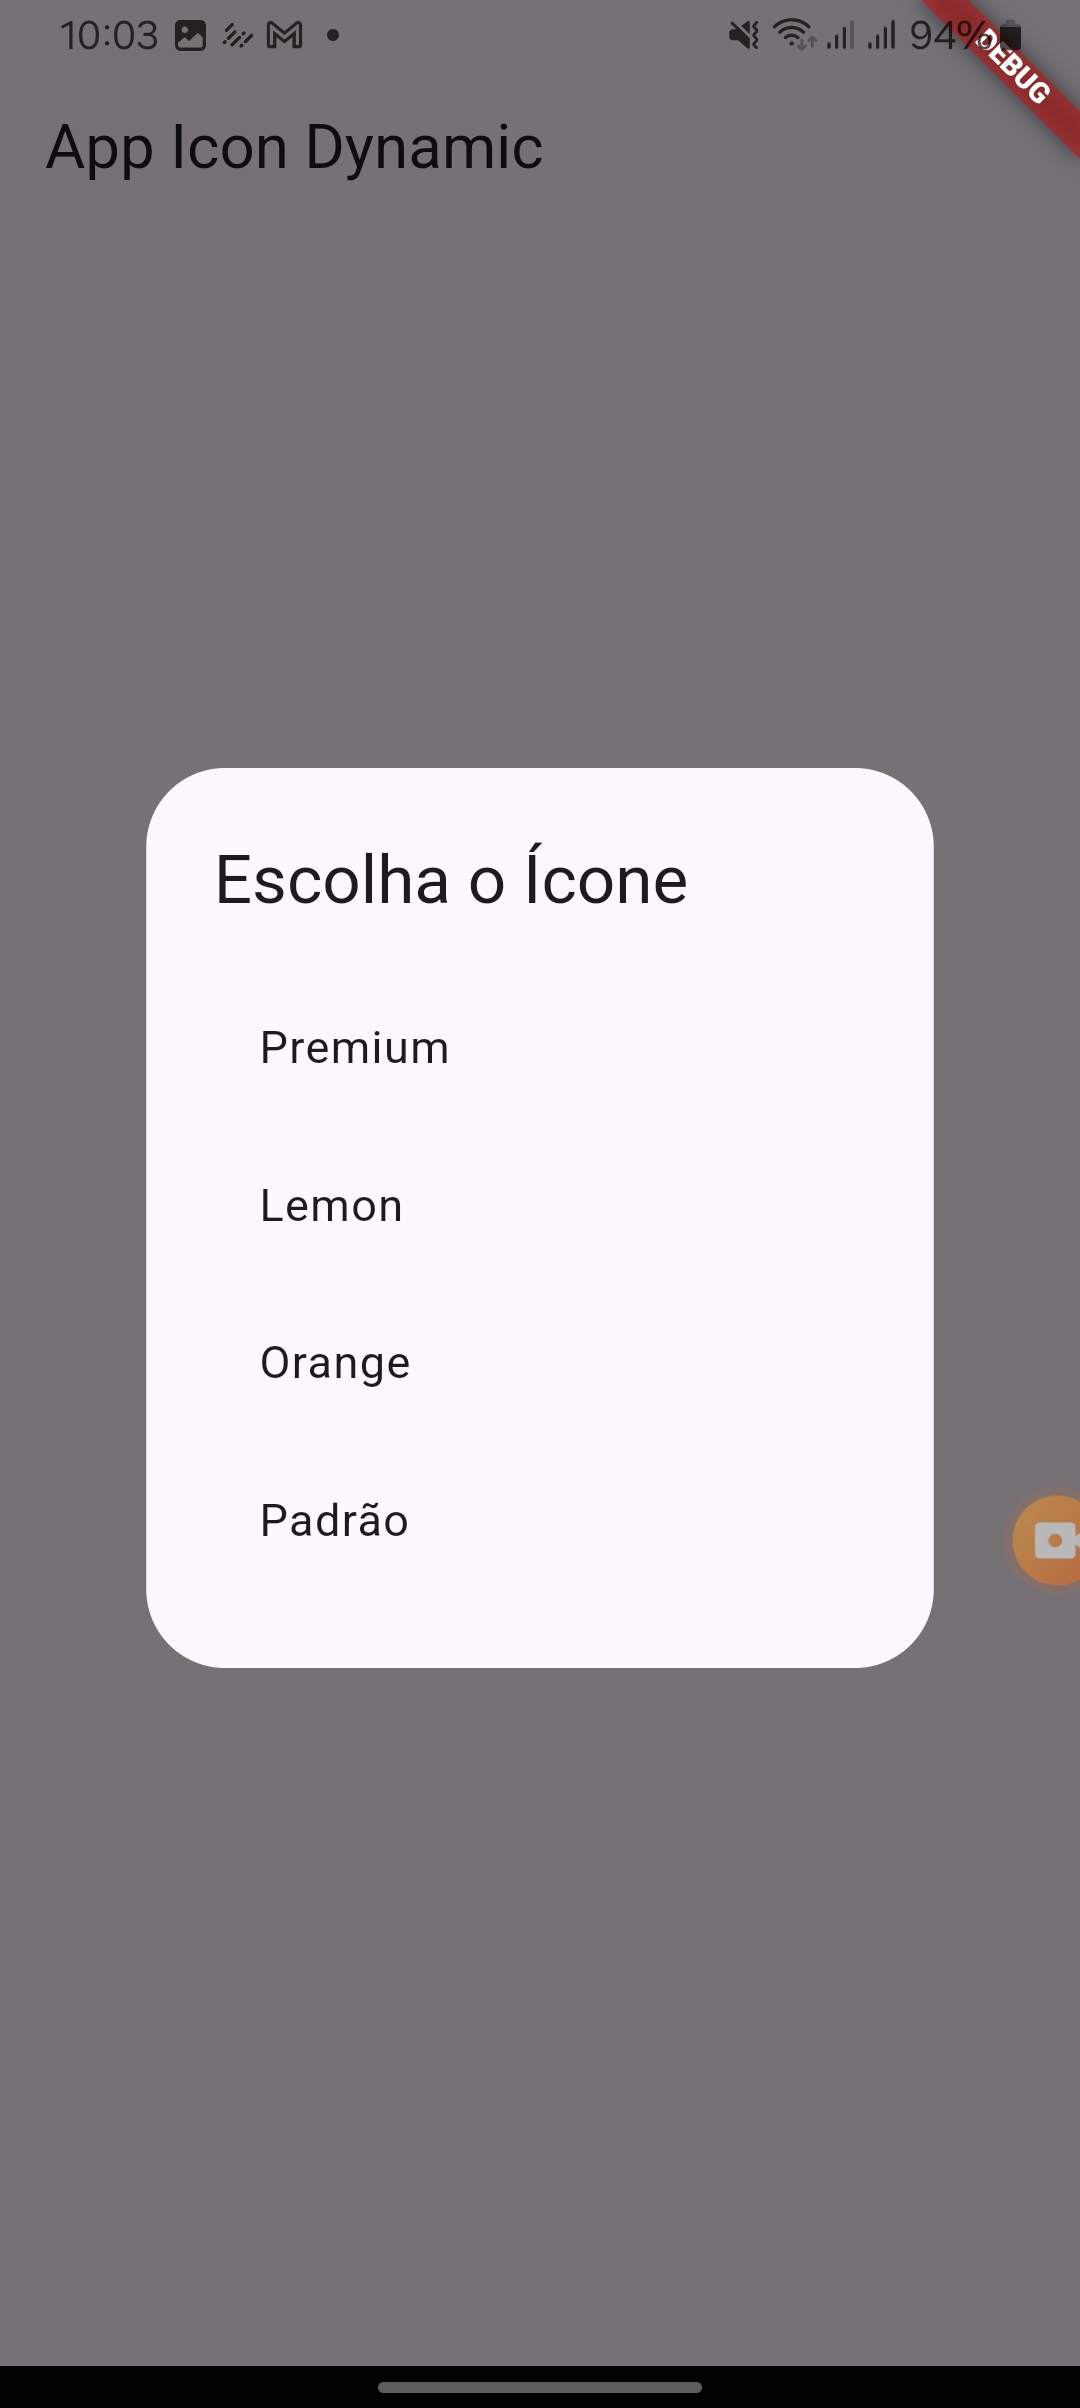 10:03 94%
DEBUG
App Icon Dynamic
Escolha o Ícone
Premium
Lemon
Orange
Padrão